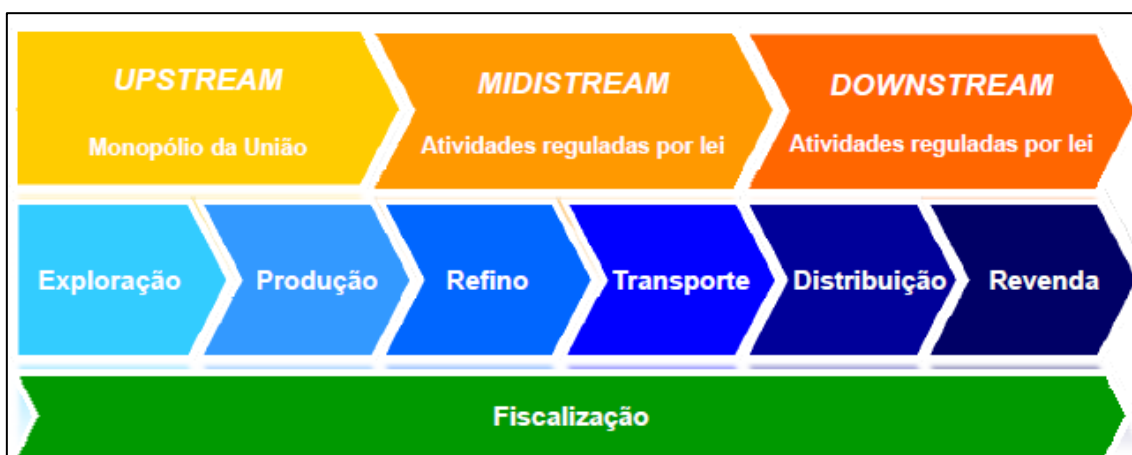 UPSTREAM
MIDISTREAM
DOWNSTREAM
Monopólio da União
Atividades reguladas por lei
Atividades reguladas por lei
Exploração
Produção
Refino
Transporte
Distribuição
Revenda
Fiscalização